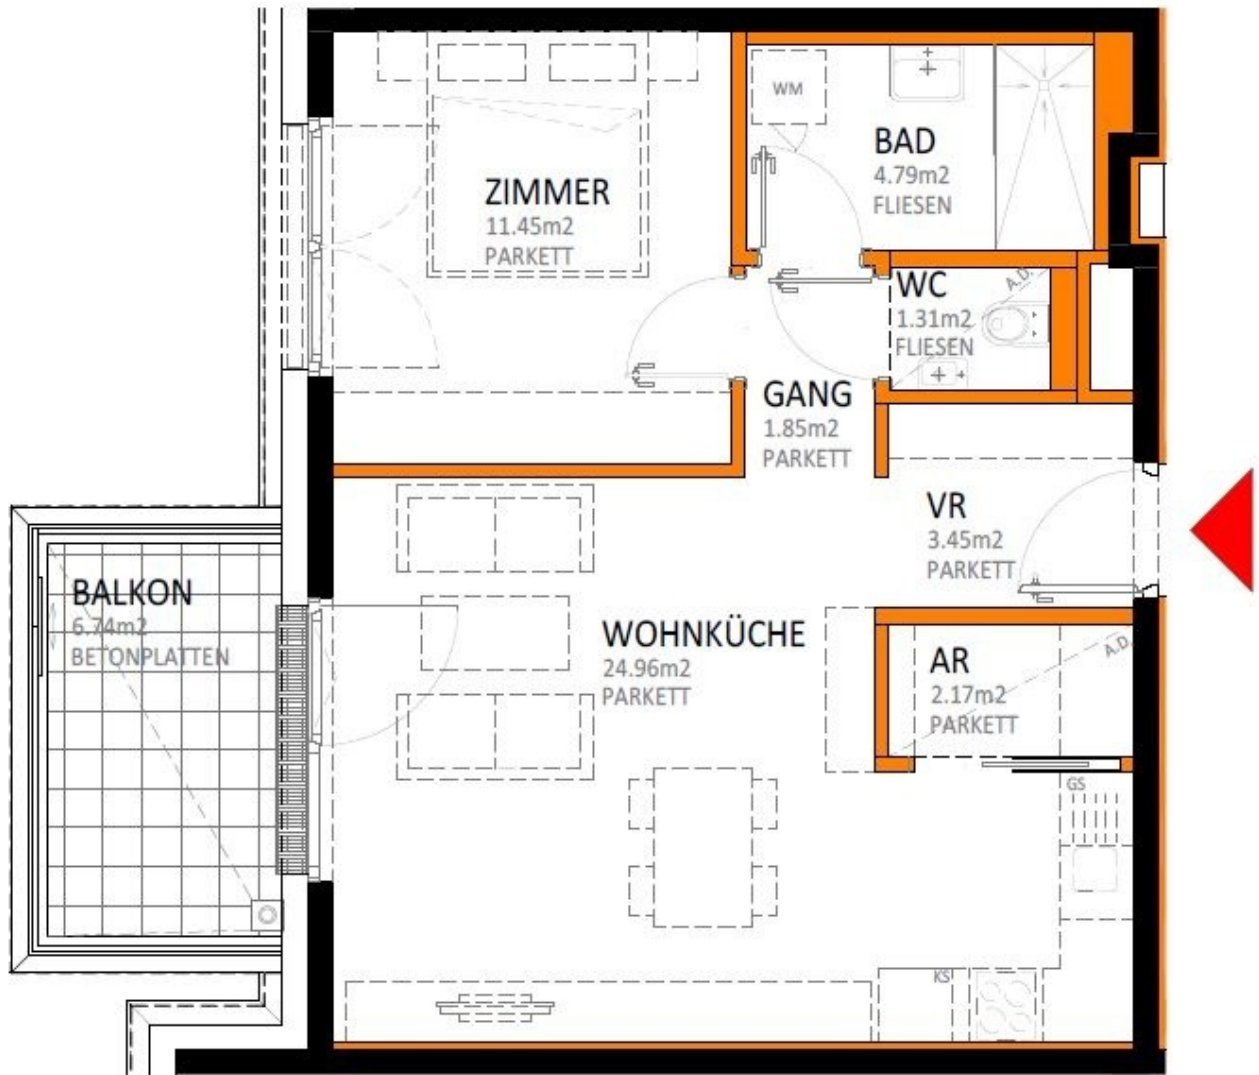 WM
BAD
4.79m2
FLIESEN
ZIMMER
11.45m2
PARKETT
WC
1.31m2
FLIESEN
A.D.
GANG
1.85m2
PARKETT
VR
3.45m2
PARKETT
BALKON
6.74m2
BETONPLATTEN
WOHNKÜCHE
24.96m2
PARKETT
AR
2.17m2
PARKETT
A.D.
GS
KS